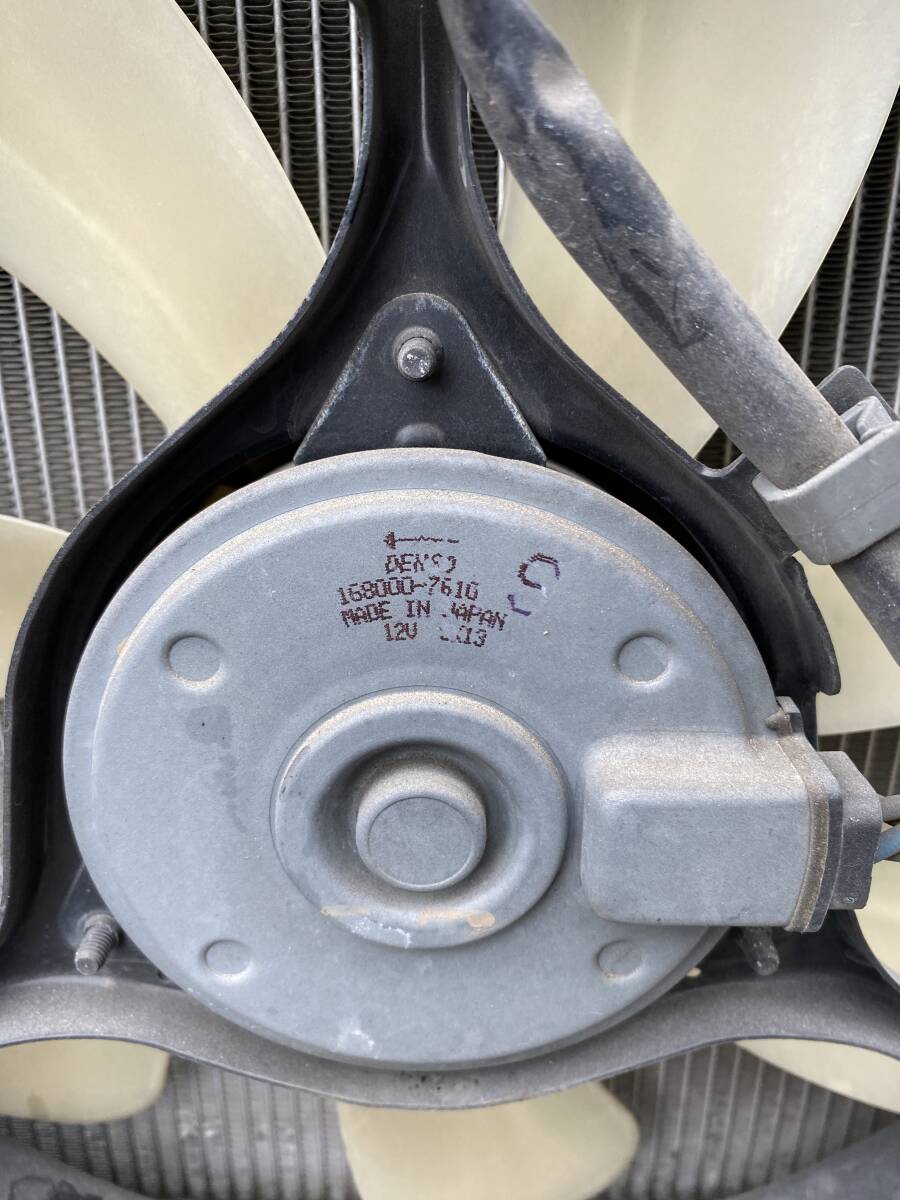 DENSO
168000-7610
MADE IN JAPAN
12V